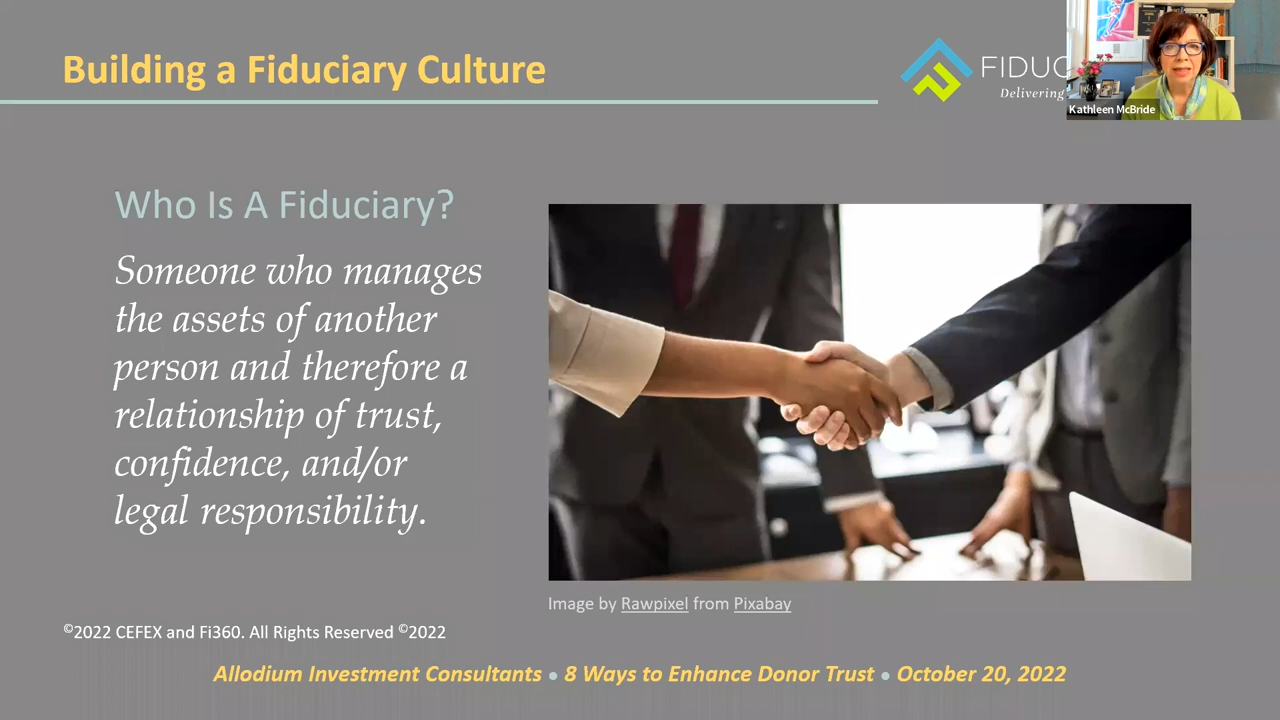 Building a Fiduciary Culture
FIDUC
Delivering
Kathleen McBride
Who Is A Fiduciary?
Someone who manages
the assets of another
person and therefore a
relationship of trust,
confidence, and/or
legal responsibility.
Image by Rawpixel from Pixabay
©2022 CEFEX and Fi360. All Rights Reserved ©2022
Allodium Investment Consultants • 8 Ways to Enhance Donor Trust • October 20, 2022